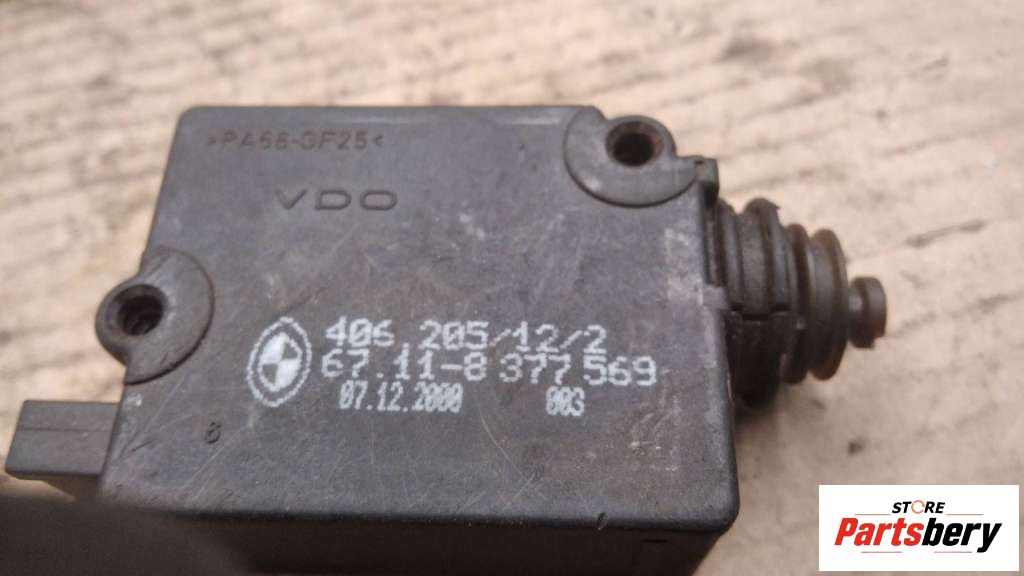 >PA66-GF25<
VDO
406.205/12/2
67.11-8 377 569
07.12.2000 003
6
STORE
Partsbery